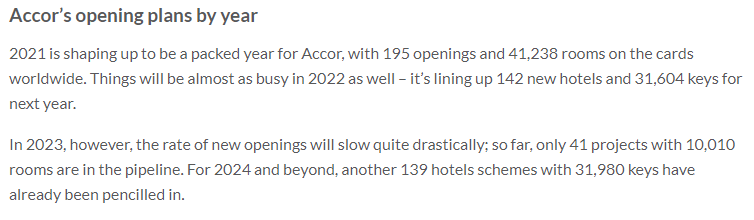 Accor’s opening plans by year
2021 is shaping up to be a packed year for Accor, with 195 openings and 41,238 rooms on the cards
worldwide. Things will be almost as busy in 2022 as well – it’s lining up 142 new hotels and 31,604 keys for
next year.
In 2023, however, the rate of new openings will slow quite drastically; so far, only 41 projects with 10,010
rooms are in the pipeline. For 2024 and beyond, another 139 hotels schemes with 31,980 keys have
already been pencilled in.